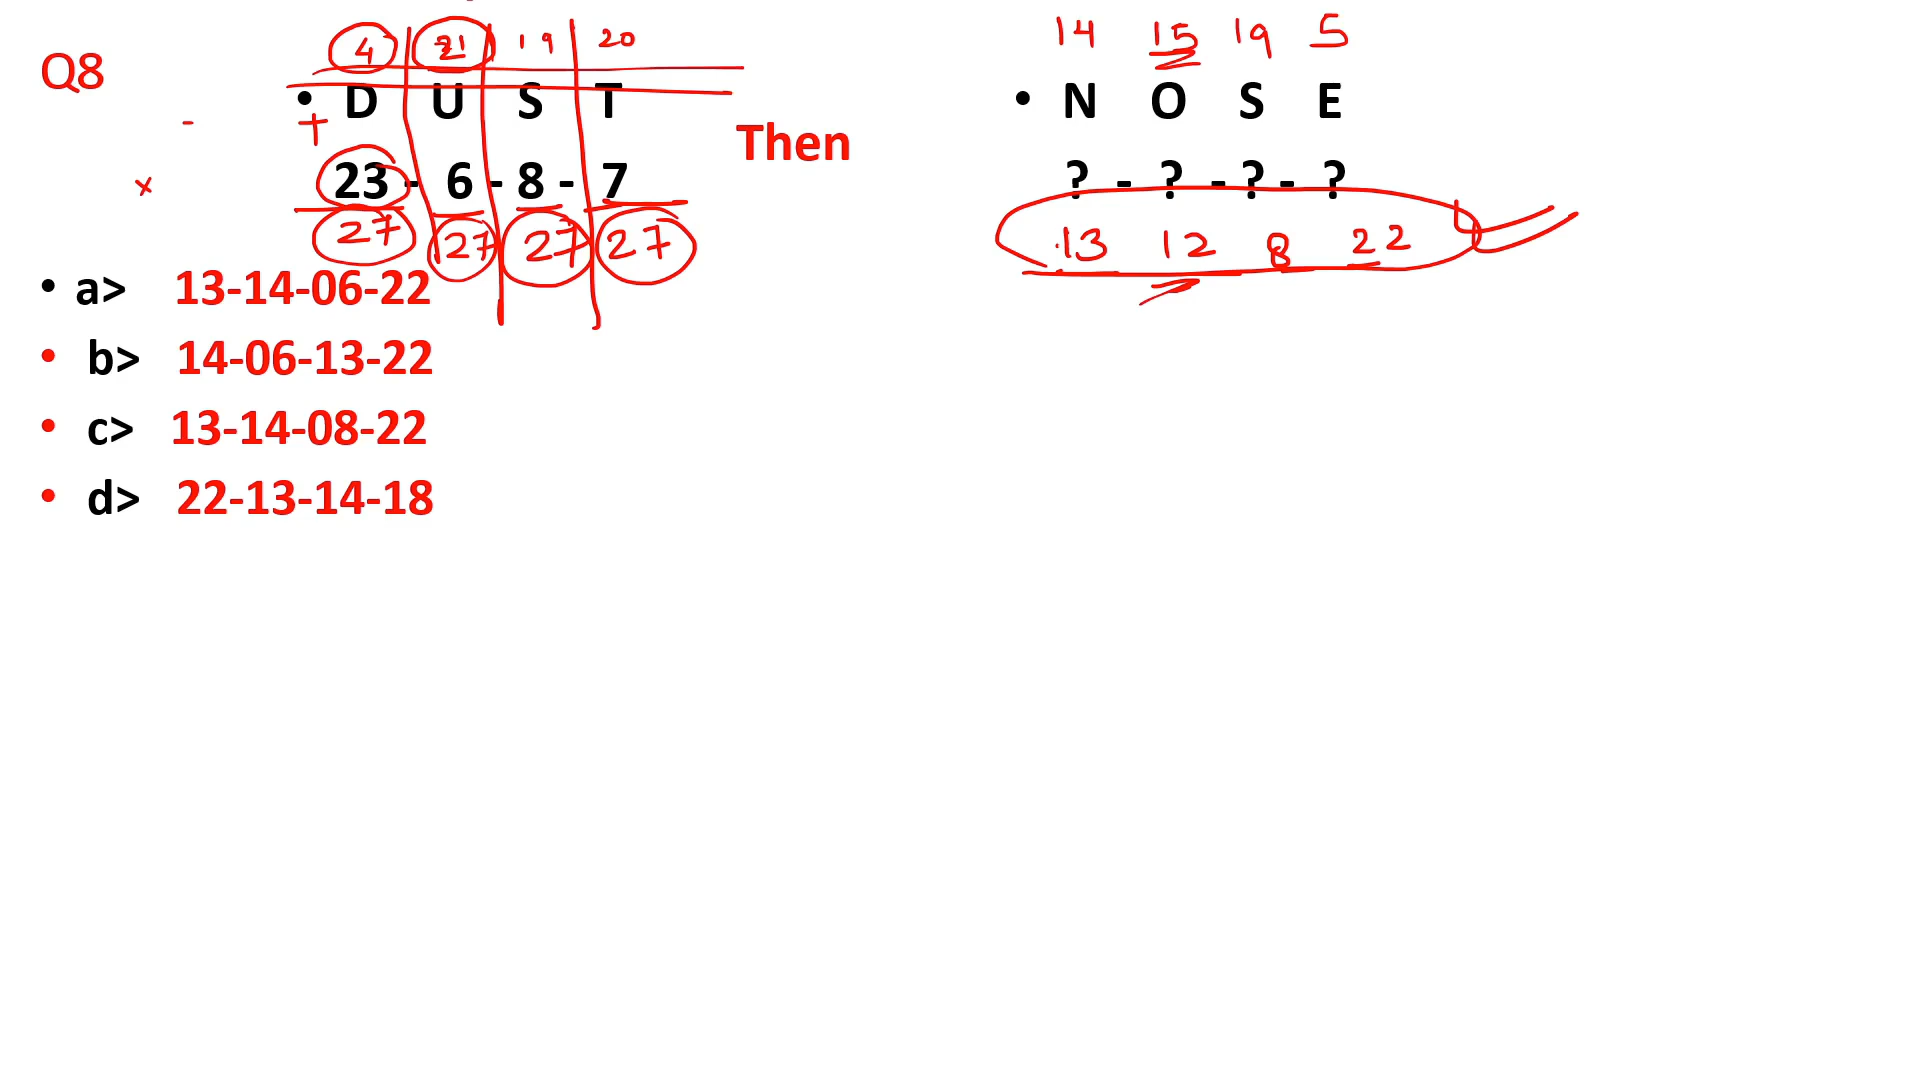 4 21 19 20
14 15 19 5
Q8
• D U S T
• N O S E
- +
Then
×
23 - 6 - 8 - 7
? - ? - ? - ?
27 27 27 27
13 12 8 22
• a> 13-14-06-22
• b> 14-06-13-22
• c> 13-14-08-22
• d> 22-13-14-18